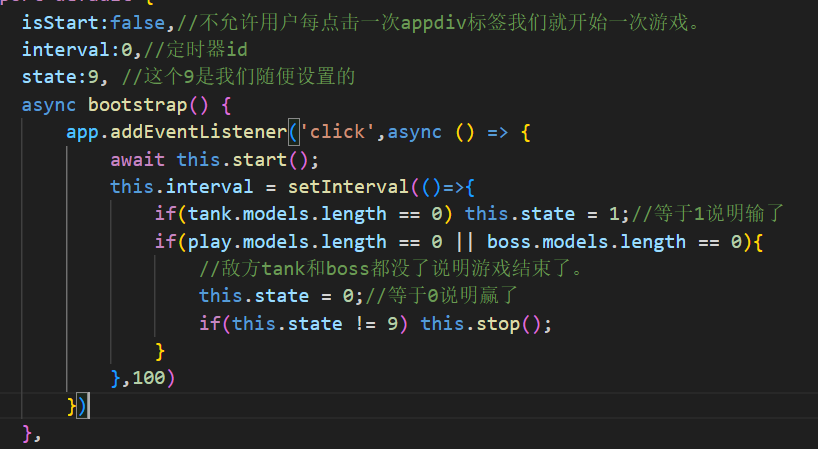 isStart:false,//不允许用户每点击一次appdiv标签我们就开始一次游戏。
interval:0,//定时器id
state:9, //这个9是我们随便设置的
async bootstrap() {
app.addEventListener('click',async () => {
await this.start();
this.interval = setInterval(()=>{
if(tank.models.length == 0) this.state = 1;//等于1说明输了
if(play.models.length == 0 || boss.models.length == 0){
//敌方tank和boss都没了说明游戏结束了。
this.state = 0;//等于0说明赢了
if(this.state != 9) this.stop();
}
},100)
})
},